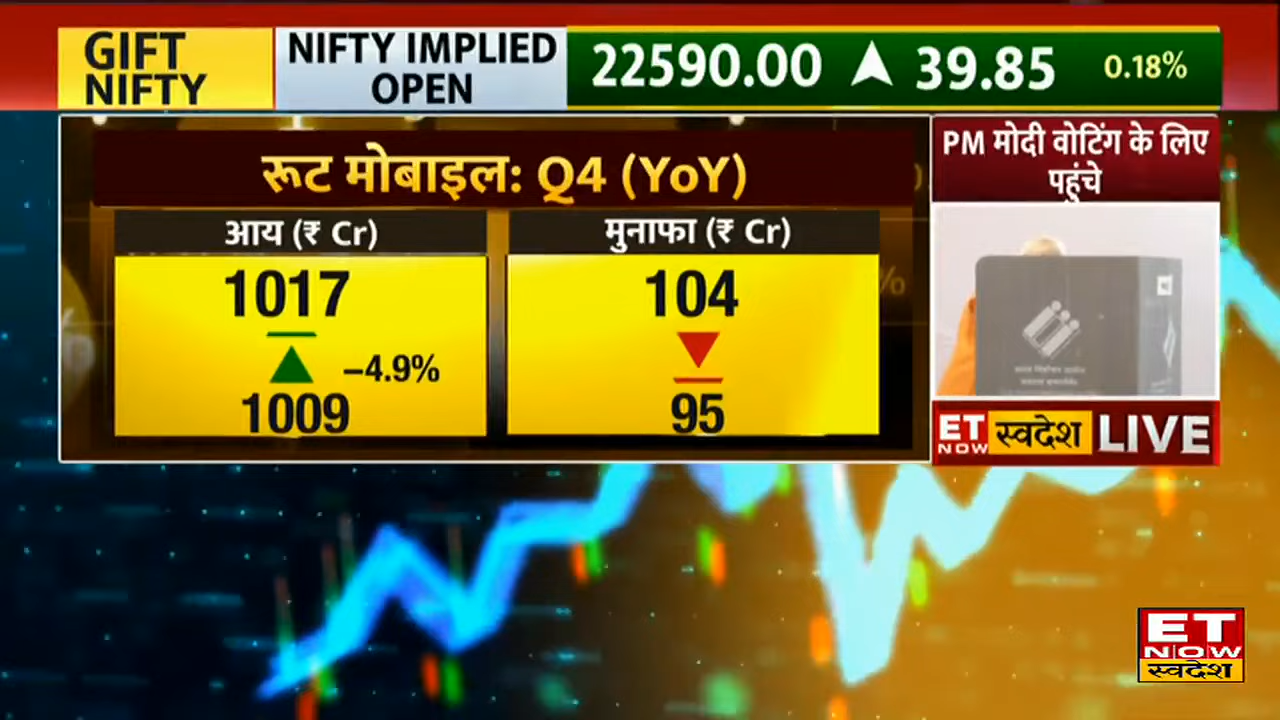 GIFT
NIFTY
NIFTY IMPLIED
OPEN
22590.00 39.85 0.18%
रूट मोबाइल: Q4 (YoY)
आय (₹ Cr)
1017
–4.9%
1009
मुनाफा (₹ Cr)
104
95
PM मोदी वोटिंग के लिए
पहुंचे
ET
NOW
स्वदेश
LIVE
ET
NOW
स्वदेश